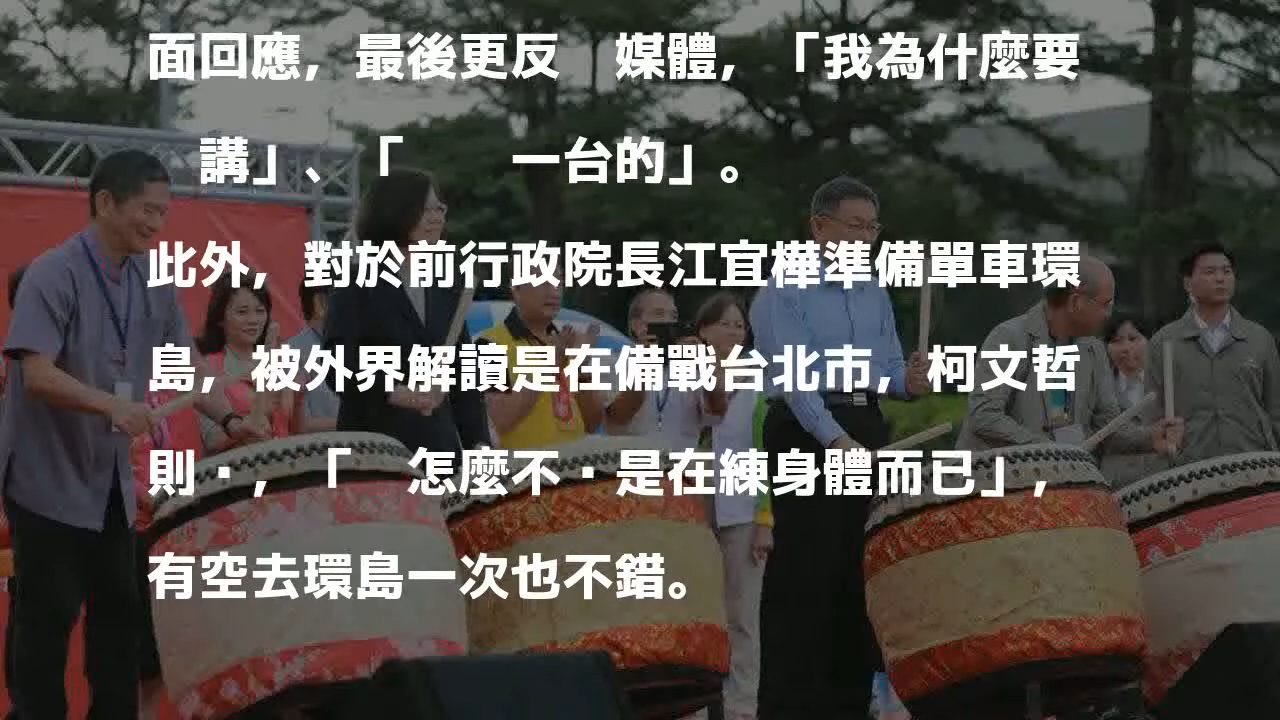 面回應，最後更反　媒體，「我為什麼要
　講」、「　　一台的」。
此外，對於前行政院長江宜樺準備單車環
島，被外界解讀是在備戰台北市，柯文哲
則·，「　怎麼不·是在練身體而已」，
有空去環島一次也不錯。